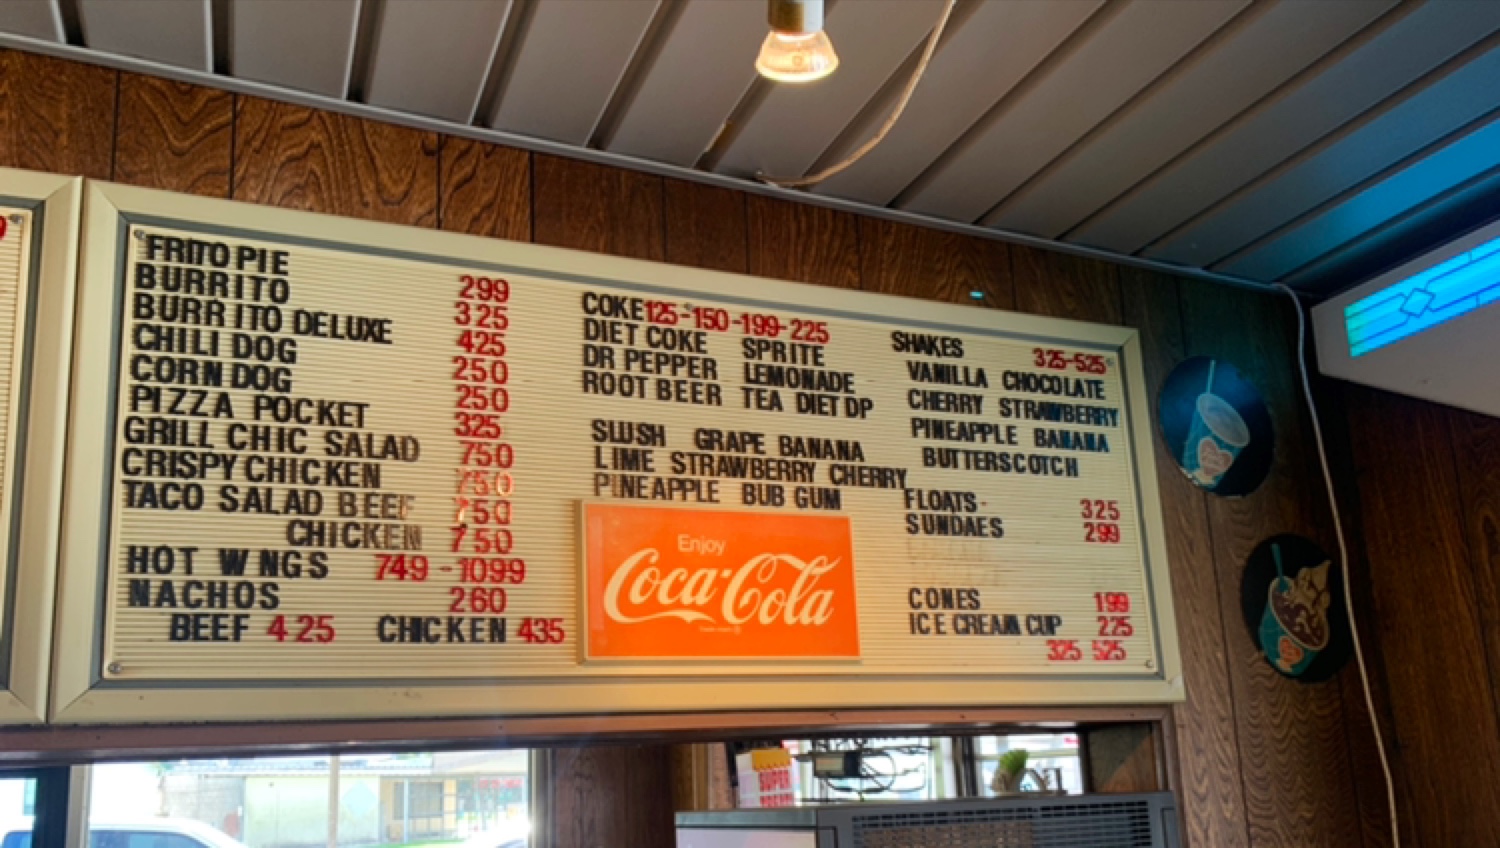 FRITO PIE 299
BURRITO 325
BURRITO DELUXE 425
CHILI DOG 250
CORN DOG 250
PIZZA POCKET 325
GRILL CHIC SALAD 750
CRISPY CHICKEN 750
TACO SALAD BEEF 750
CHICKEN 750
HOT W NGS 749 - 1099
NACHOS 260
BEEF 425 CHICKEN 435
COKE 125-150-199-225
DIET COKE SPRITE
DR PEPPER LEMONADE
ROOT BEER TEA DIET DP
SLUSH GRAPE BANANA
LIME STRAWBERRY CHERRY
PINEAPPLE BUB GUM
Enjoy
Coca-Cola
SHAKES 325-525
VANILLA CHOCOLATE
CHERRY STRAWBERRY
PINEAPPLE BANANA
BUTTERSCOTCH
FLOATS- 325
SUNDAES 299
CONES 199
ICE CREAM CUP 225
325 525
SUPER